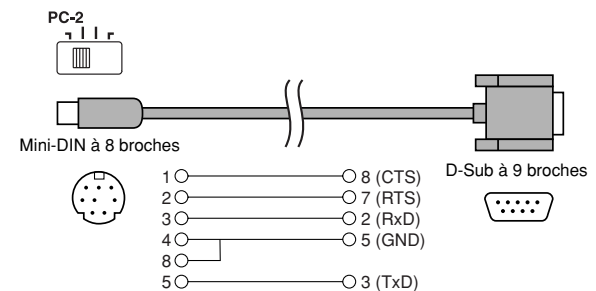 PC-2
Mini-DIN à 8 broches
D-Sub à 9 broches
1 8 (CTS)
2 7 (RTS)
3 2 (RxD)
4 5 (GND)
8
5 3 (TxD)